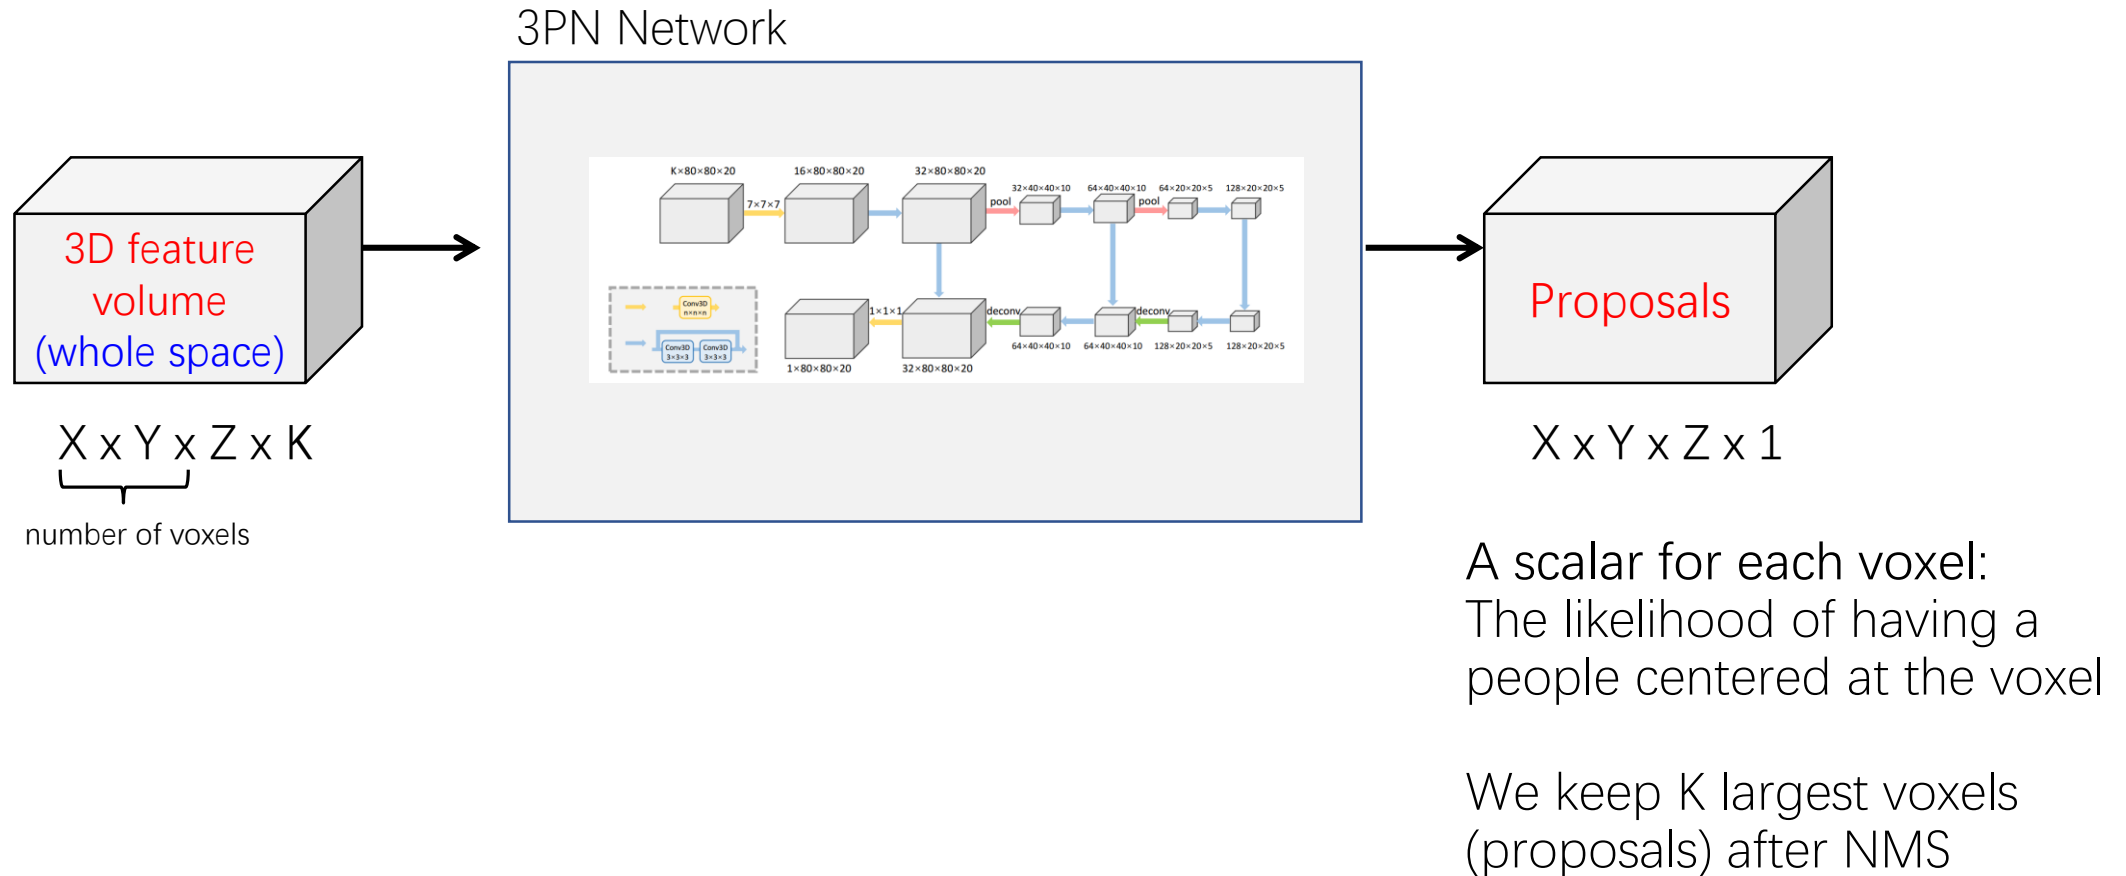 3PN Network
3D feature
volume
(whole space)
X x Y x Z x K
number of voxels
K×80×80×20
16×80×80×20
32×80×80×20
32×40×40×10
64×40×40×10
64×20×20×5
128×20×20×5
7×7×7
pool
pool
Conv3D
n×n×n
Conv3D
3×3×3
Conv3D
3×3×3
1×1×1
deconv
deconv
1×80×80×20
32×80×80×20
64×40×40×10
64×40×40×10
128×20×20×5
128×20×20×5
Proposals
X x Y x Z x 1
A scalar for each voxel:
The likelihood of having a
people centered at the voxel
We keep K largest voxels
(proposals) after NMS